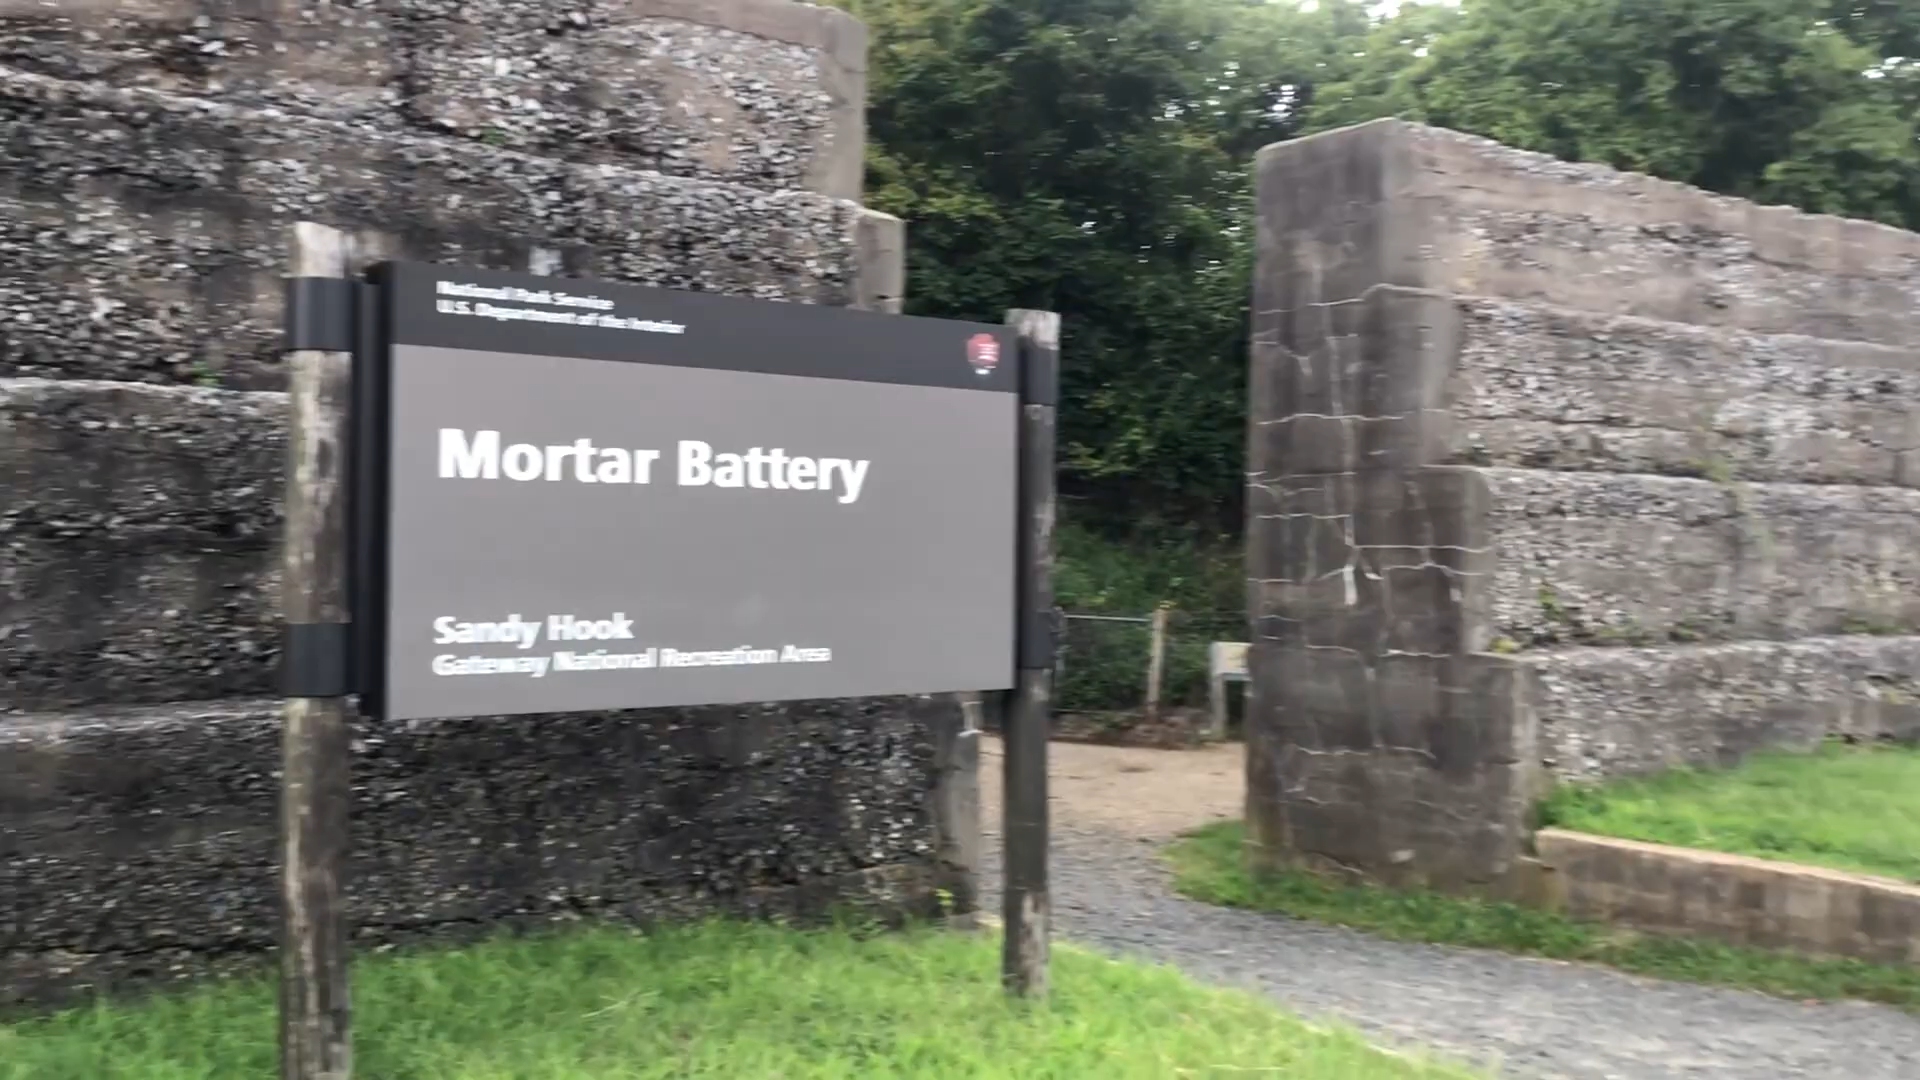 National Park Service
U.S. Department of the Interior
Mortar Battery
Sandy Hook
Gateway National Recreation Area